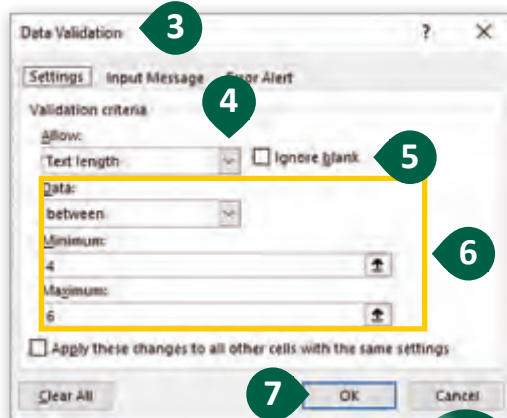 Data Validation 3 ? ×
Settings Input Message Error Alert
4
Validation criteria
Allow:
Text length Ignore blank 5
Data:
between
Minimum: 6
4
Maximum:
6
Apply these changes to all other cells with the same settings
Clear All 7 OK Cancel